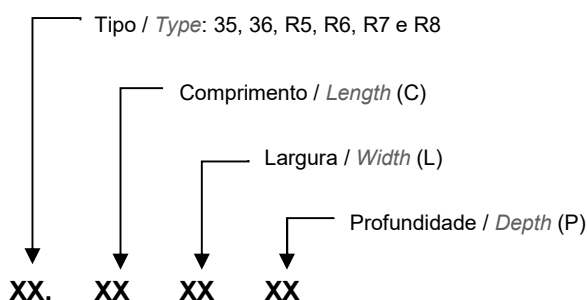 Tipo / Type: 35, 36, R5, R6, R7 e R8
Comprimento / Length (C)
Largura / Width (L)
Profundidade / Depth (P)
XX. XX XX XX